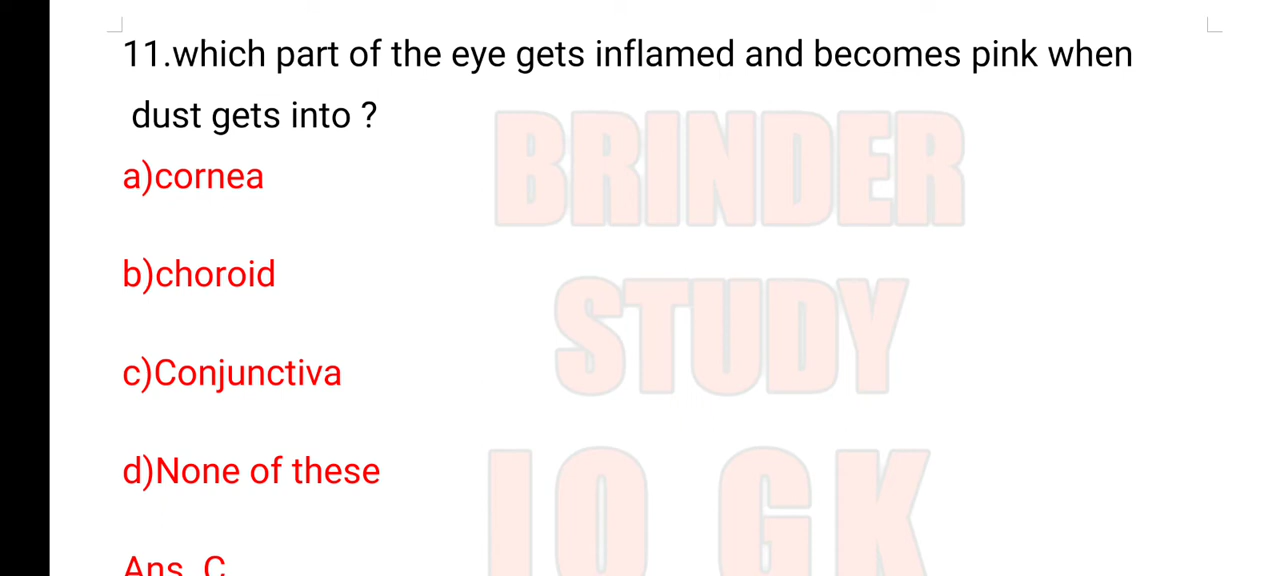 11.which part of the eye gets inflamed and becomes pink when
dust gets into ?
BRINDER
a)cornea
b)choroid
STUDY
c)Conjunctiva
d)None of these
IQ GK
Ans. C